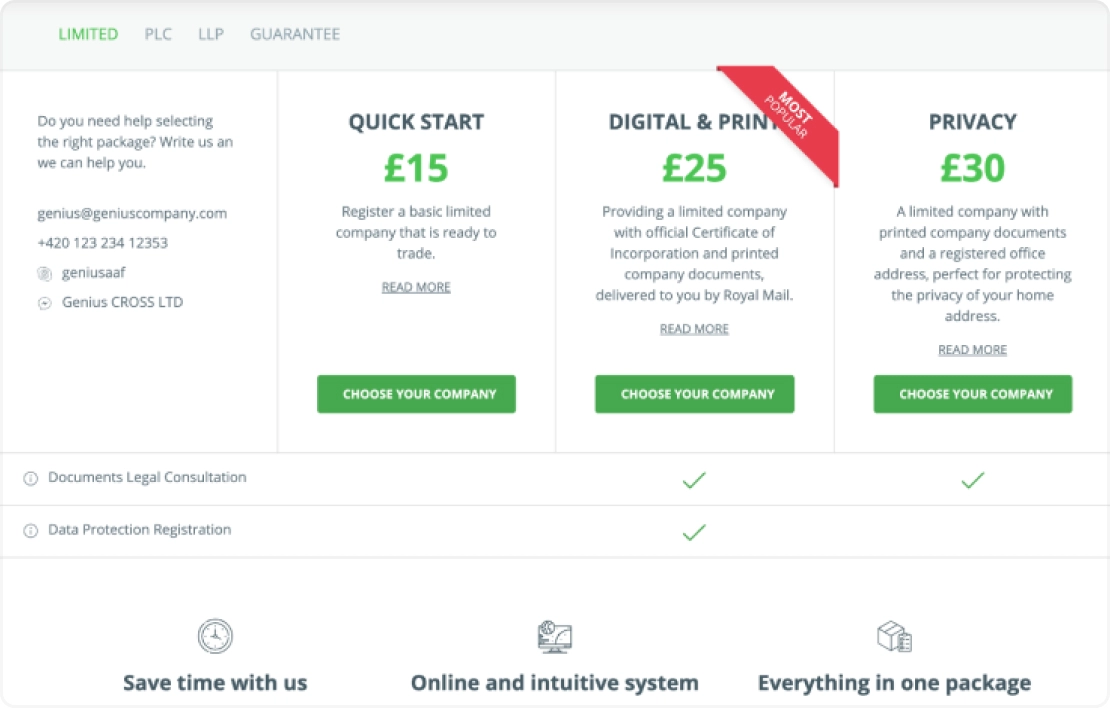 LIMITED PLC LLP GUARANTEE
Do you need help selecting
the right package? Write us an
we can help you.
genius@geniuscompany.com
+420 123 234 12353
geniusaaf
Genius CROSS LTD
QUICK START
£15
Register a basic limited
company that is ready to
trade.
READ MORE
CHOOSE YOUR COMPANY
DIGITAL & PRINT
MOST
POPULAR
£25
Providing a limited company
with official Certificate of
Incorporation and printed
company documents,
delivered to you by Royal Mail.
READ MORE
CHOOSE YOUR COMPANY
PRIVACY
£30
A limited company with
printed company documents
and a registered office
address, perfect for protecting
the privacy of your home
address.
READ MORE
CHOOSE YOUR COMPANY
Documents Legal Consultation
Data Protection Registration
Save time with us
Online and intuitive system
Everything in one package